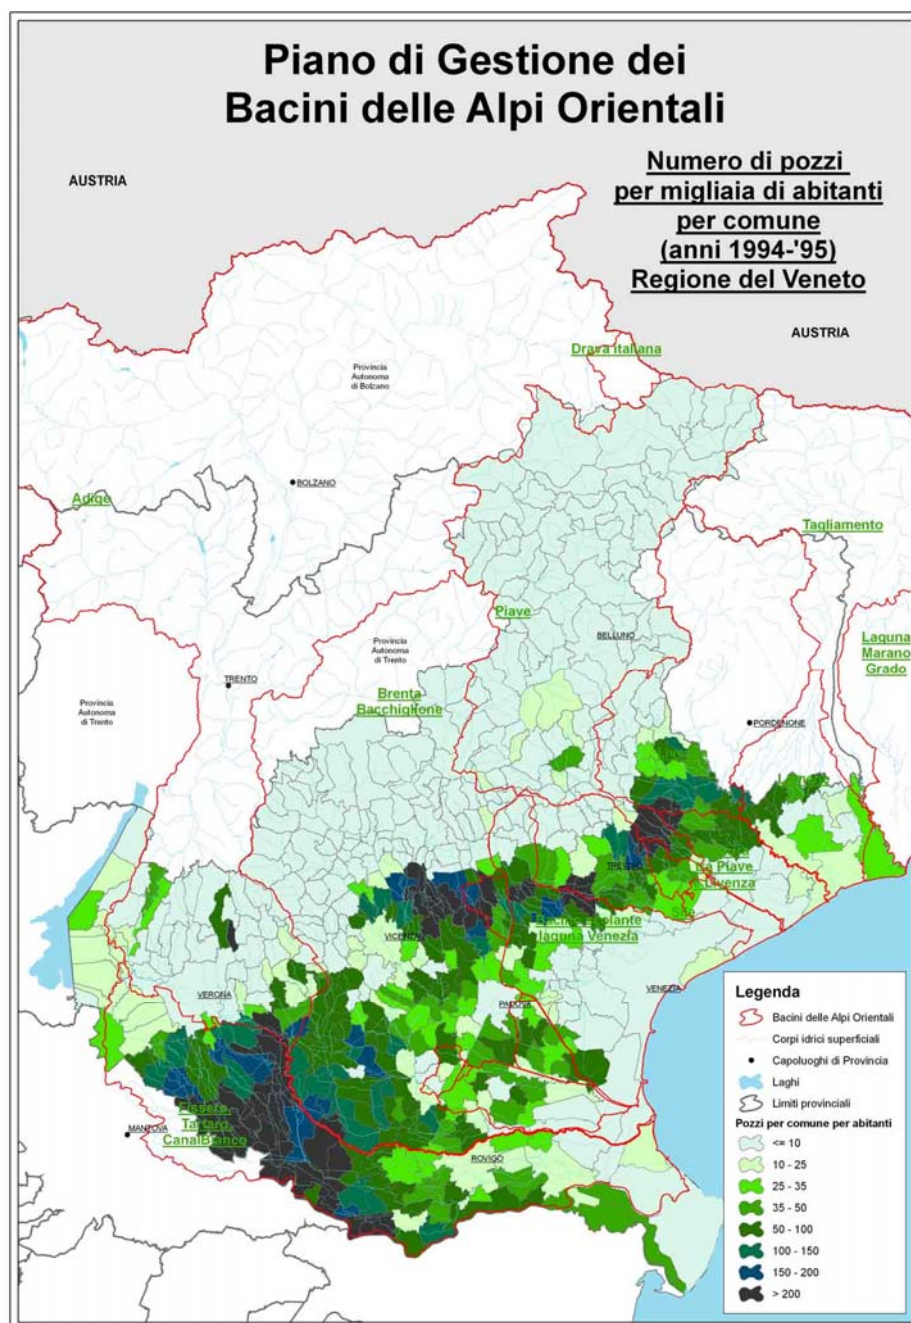 Piano di Gestione dei
Bacini delle Alpi Orientali
AUSTRIA
Numero di pozzi
per migliaia di abitanti
per comune
(anni 1994-'95)
Regione del Veneto
AUSTRIA
Drava italiana
Provincia
Autonoma
di Bolzano
BOLZANO
Adige
Tagliamento
Piave
BELLUNO
Laguna
Marano
Grado
Provincia
Autonoma
di Trento
TRENTO
Brenta
Bacchiglione
Provincia
Autonoma
di Trento
PORDENONE
TREVISO
Piave
Livenza
Sile
VICENZA
laguna Venezia
VERONA
PADOVA
VENEZIA
Fissero,
Tartaro,
CanalBianco
MANTOVA
ROVIGO
Legenda
Bacini delle Alpi Orientali
Corpi idrici superficiali
Capoluoghi di Provincia
Laghi
Limiti provinciali
Pozzi per comune per abitanti
<= 10
10 - 25
25 - 35
35 - 50
50 - 100
100 - 150
150 - 200
> 200